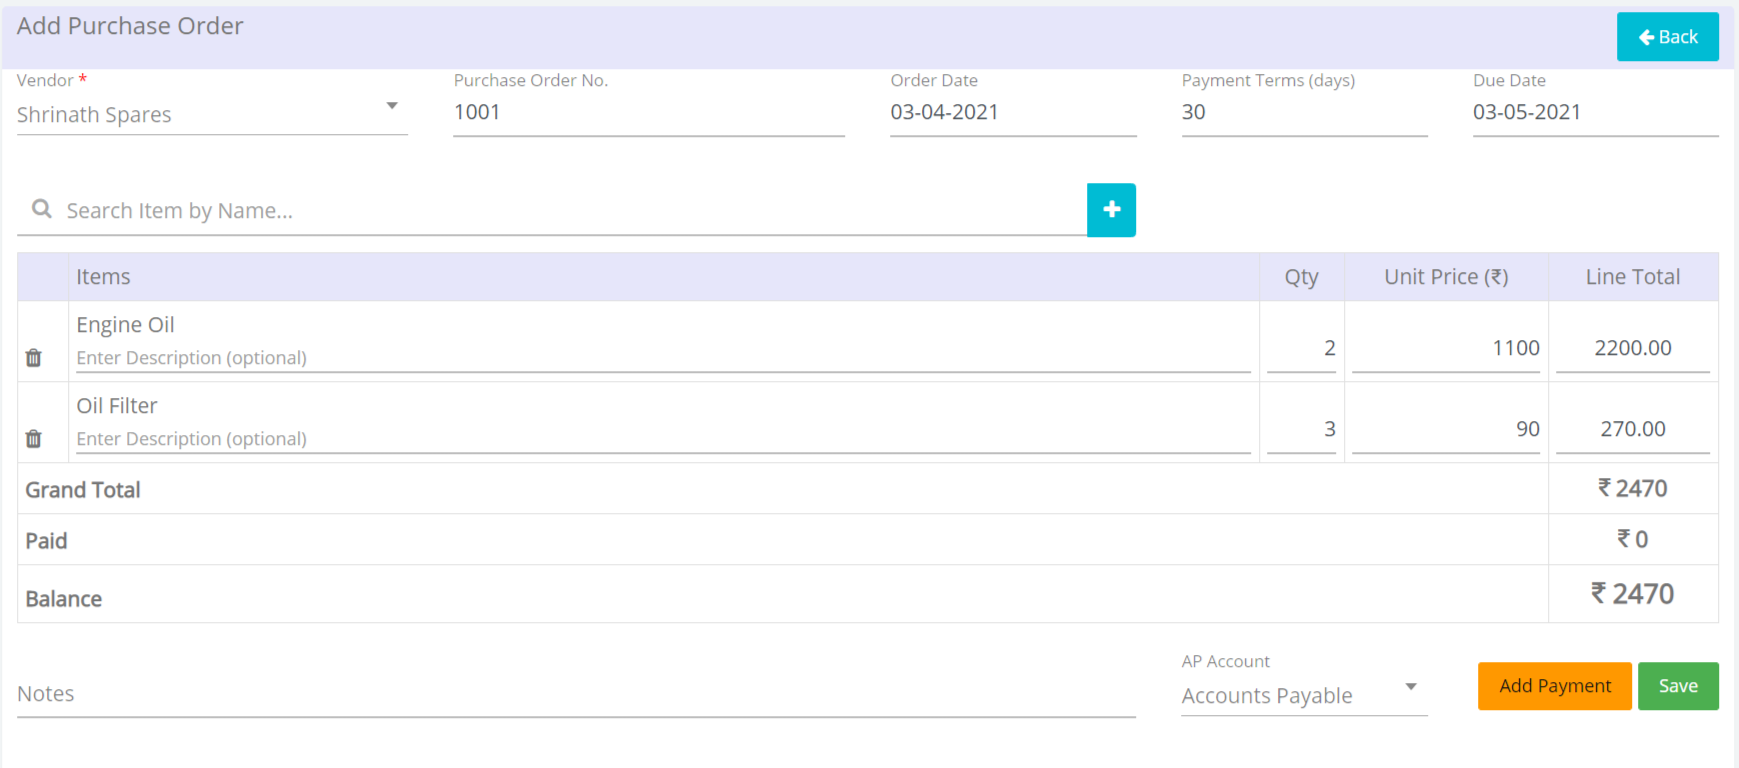 Add Purchase Order
Back
Vendor *
Purchase Order No.
Order Date
Payment Terms (days)
Due Date
Shrinath Spares
1001
03-04-2021
30
03-05-2021
Search Item by Name...
Items Qty Unit Price (₹) Line Total
Engine Oil
Enter Description (optional)
2 1100 2200.00
Oil Filter
Enter Description (optional)
3 90 270.00
Grand Total ₹ 2470
Paid ₹ 0
Balance ₹ 2470
Notes
AP Account
Accounts Payable
Add Payment
Save